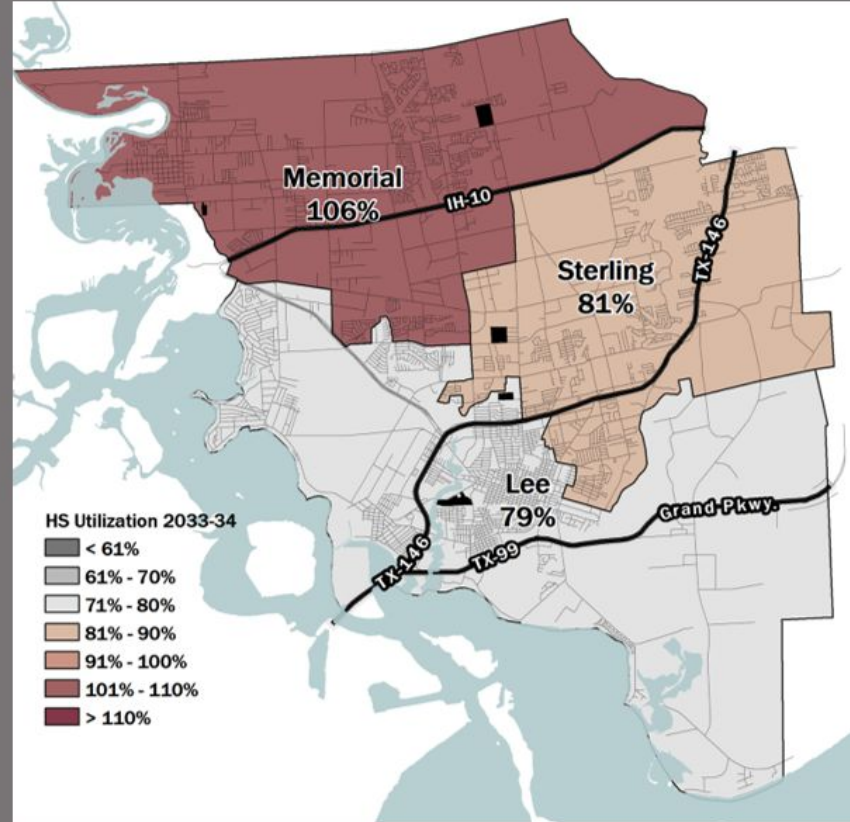 Memorial
106%
IH-10
TX-146
Sterling
81%
Lee
79%
Grand Pkwy.
TX-146
TX-99
HS Utilization 2033-34
< 61%
61% - 70%
71% - 80%
81% - 90%
91% - 100%
101% - 110%
> 110%